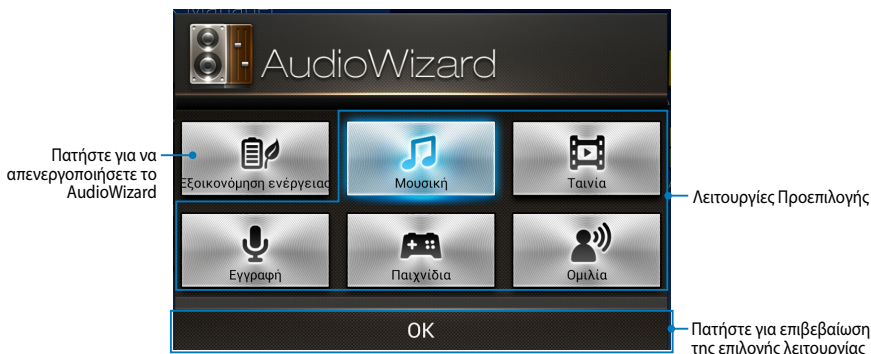 Manager
AudioWizard
Πατήστε για να
απενεργοποιήσετε το
AudioWizard
Εξοικονόμηση ενέργειας
Μουσική
Ταινία
Λειτουργίες Προεπιλογής
Εγγραφή
Παιχνίδια
Ομιλία
OK
Πατήστε για επιβεβαίωση
της επιλογής λειτουργίας